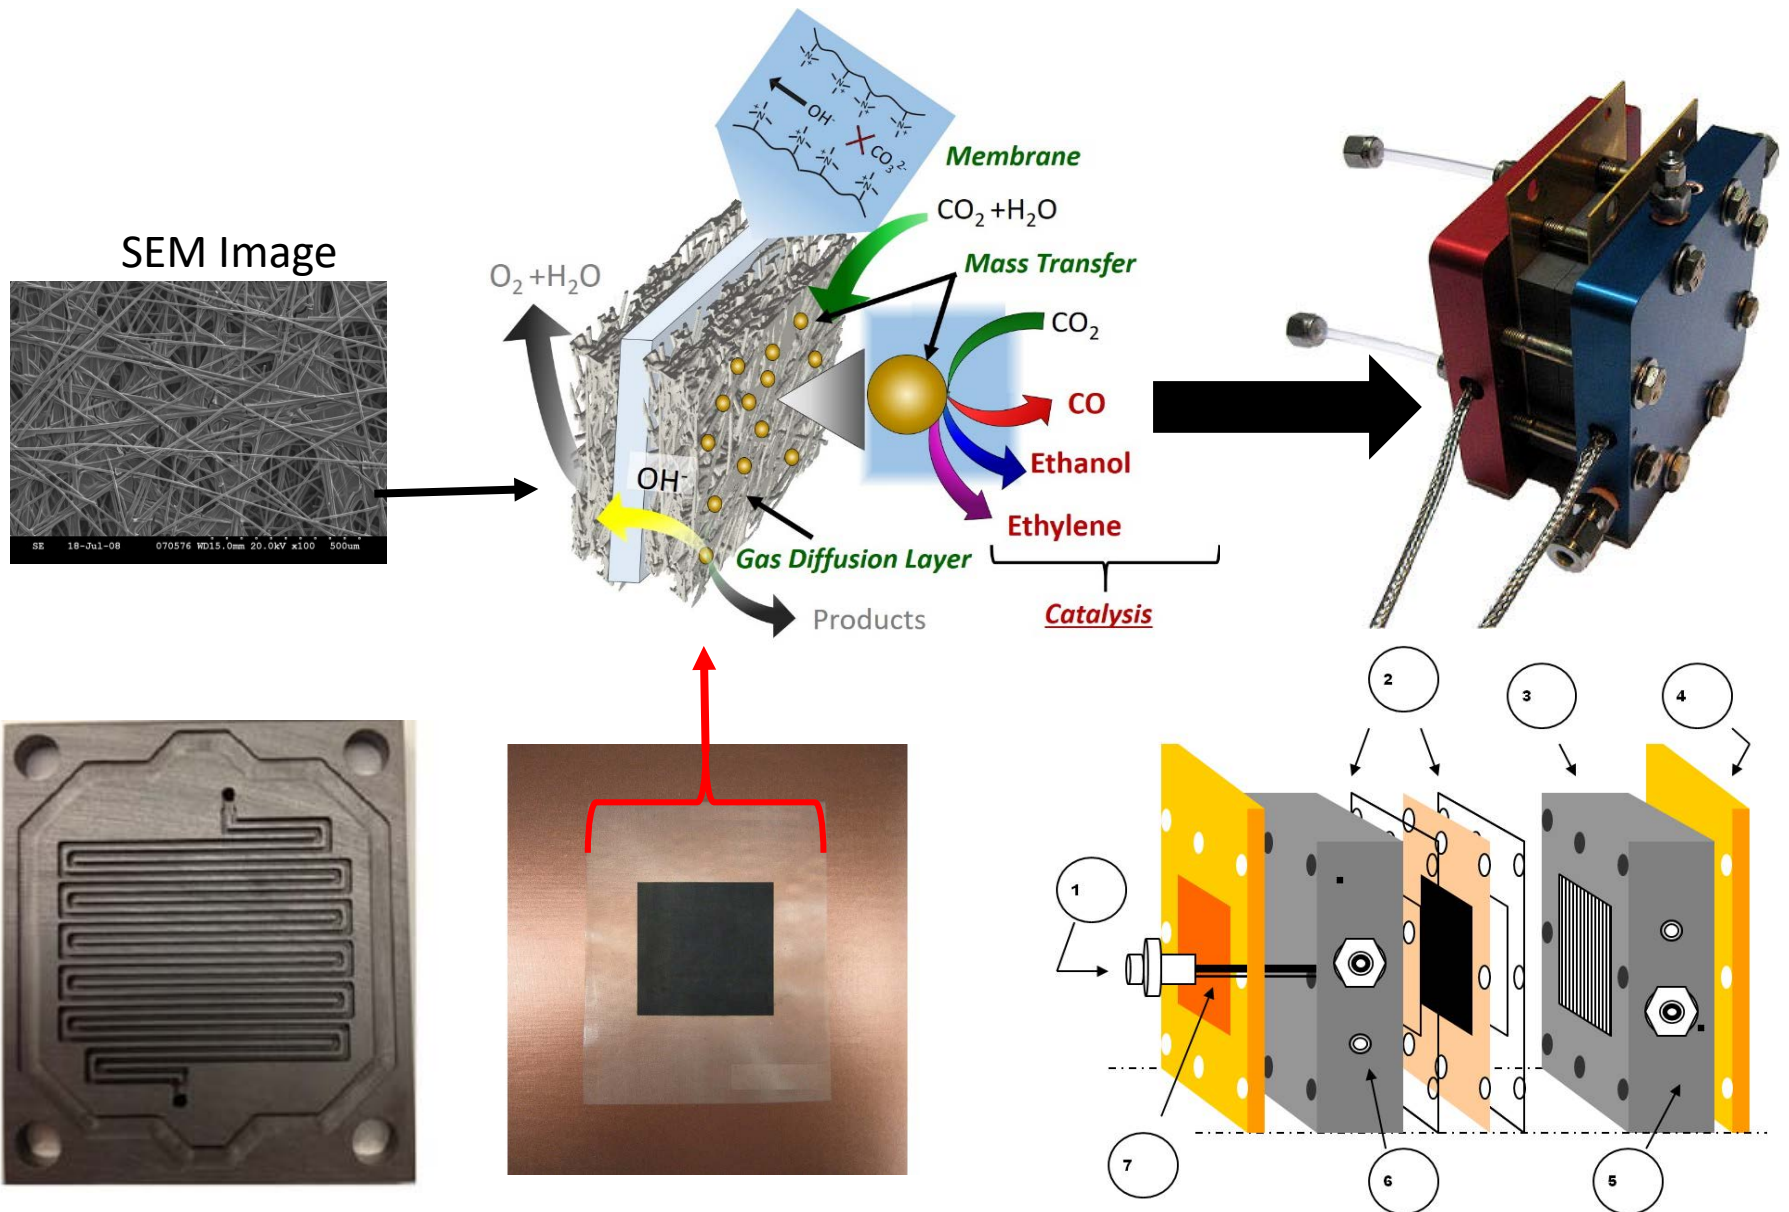 SEM Image
SE 18-Jul-08 070576 WD15.0mm 20.0kV x100 500um
OH⁻
CO₃²⁻
N⁺
N⁺
N⁺
N⁺
N⁺
N⁺
N⁺
N⁺
Membrane
CO₂ +H₂O
Mass Transfer
O₂ +H₂O
CO₂
CO
Ethanol
Ethylene
OH⁻
Gas Diffusion Layer
Products
Catalysis
2
3
4
1
7
6
5